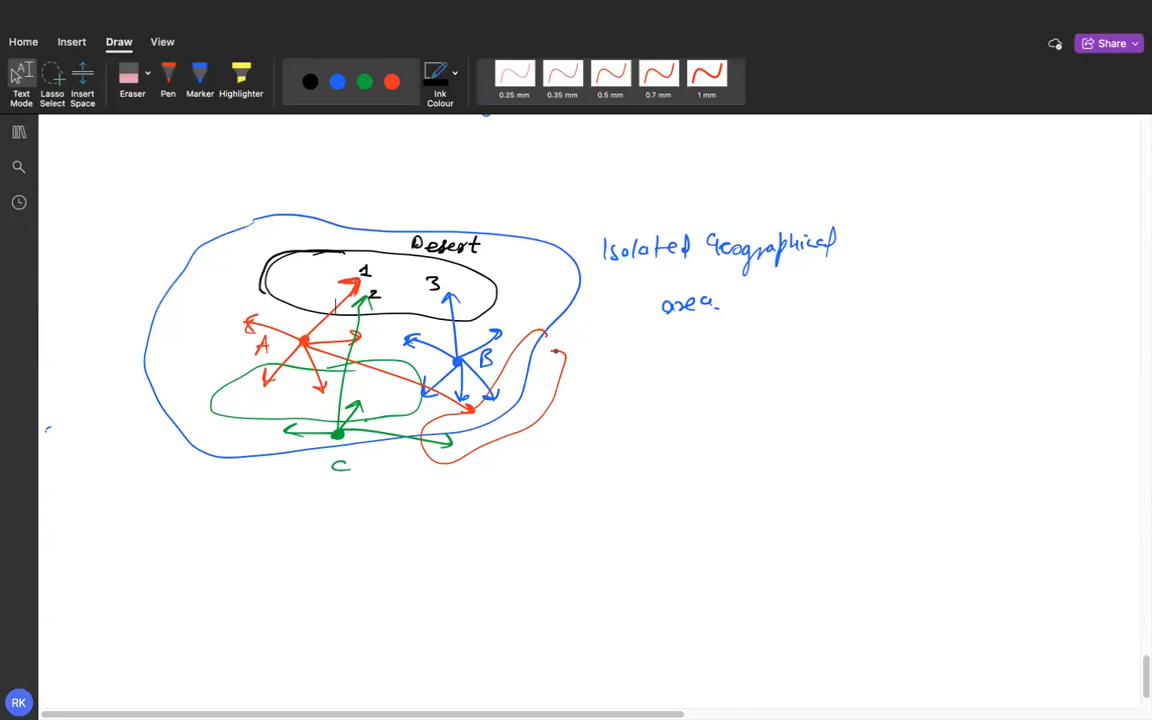 Home Insert Draw View
Share
Text Mode
Lasso Select
Insert Space
Eraser
Pen
Marker
Highlighter
Ink Colour
0.25 mm
0.35 mm
0.5 mm
0.7 mm
1 mm
Desert
Isolated Geographical
area.
1
2
3
A
B
C
RK